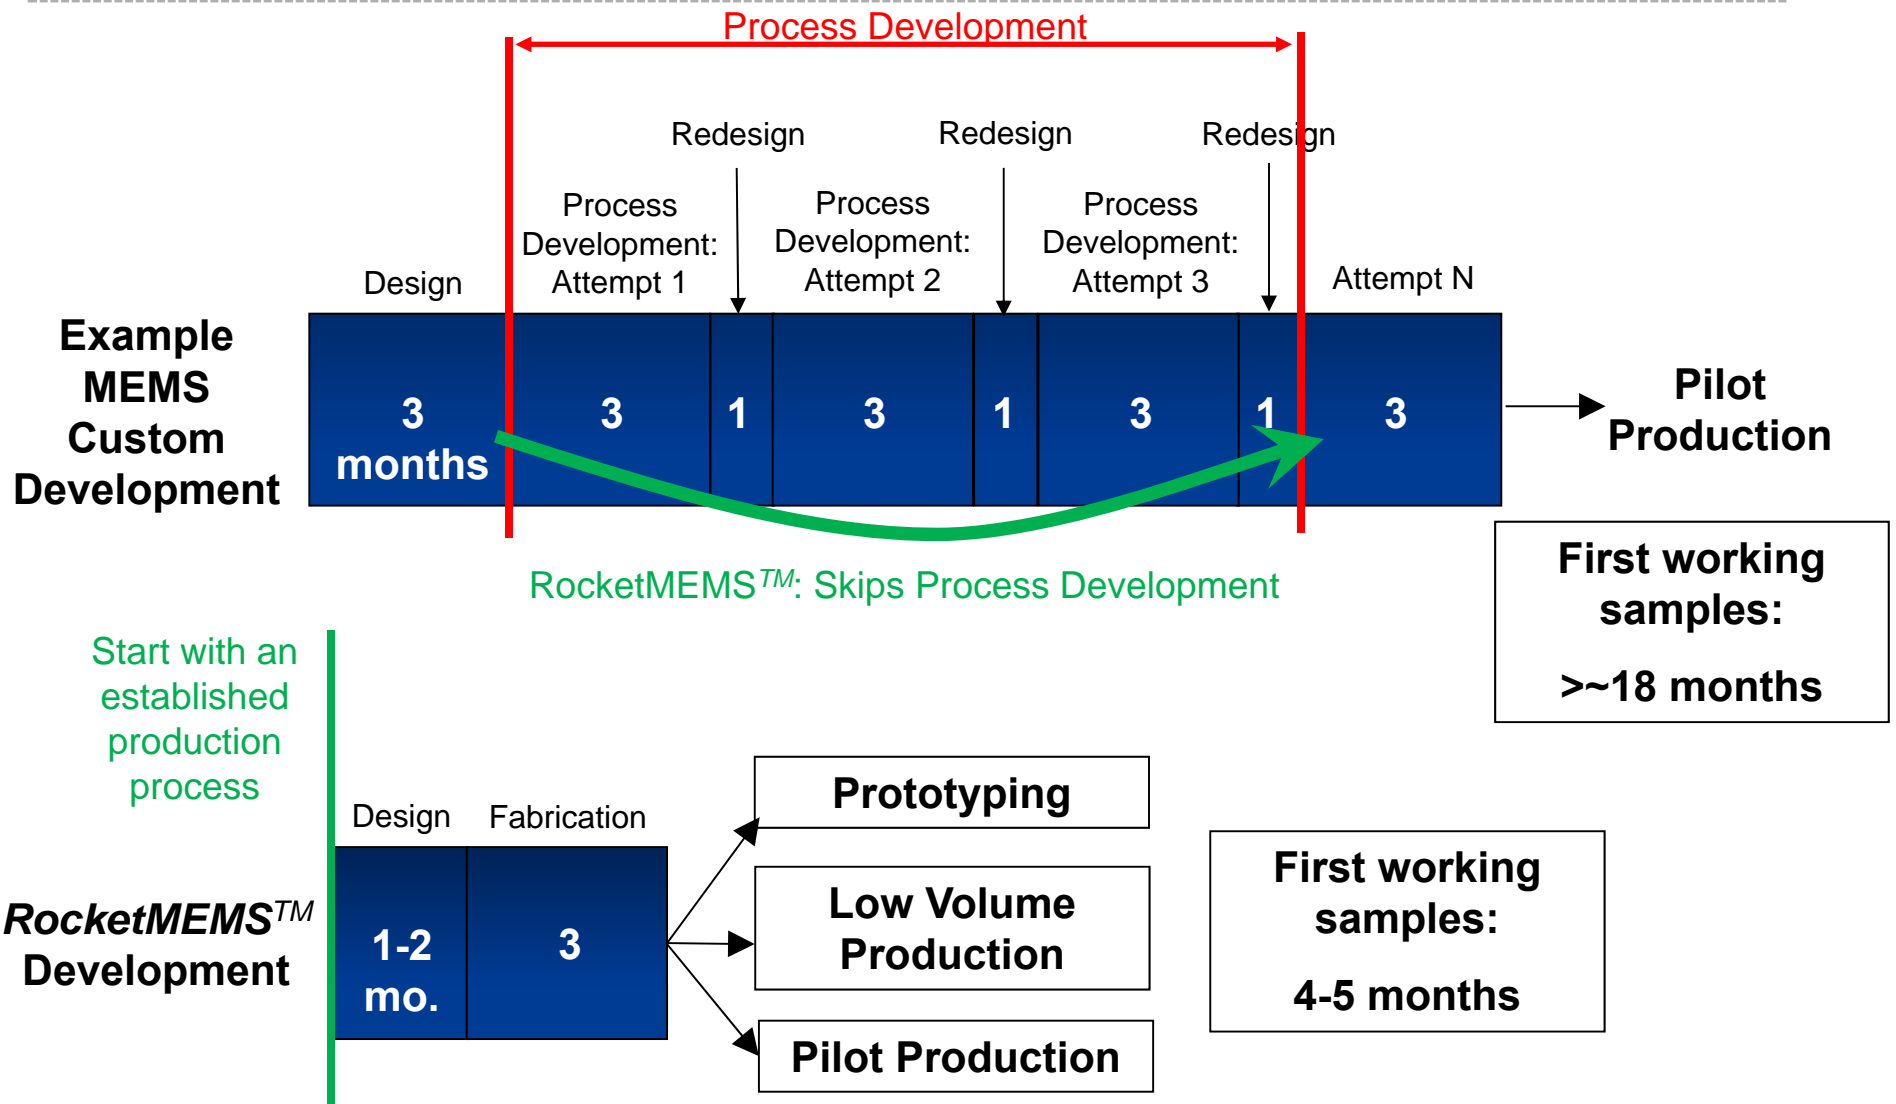 Process Development
Redesign
Redesign
Redesign
Process
Development:
Attempt 1
Process
Development:
Attempt 2
Process
Development:
Attempt 3
Design
Attempt N
Example
MEMS
Custom
Development
3
months
3
1
3
1
3
1
3
Pilot
Production
First working
samples:
>~18 months
RocketMEMS™: Skips Process Development
Start with an
established
production
process
Design
Fabrication
RocketMEMS™
Development
1-2
mo.
3
Prototyping
Low Volume
Production
Pilot Production
First working
samples:
4-5 months